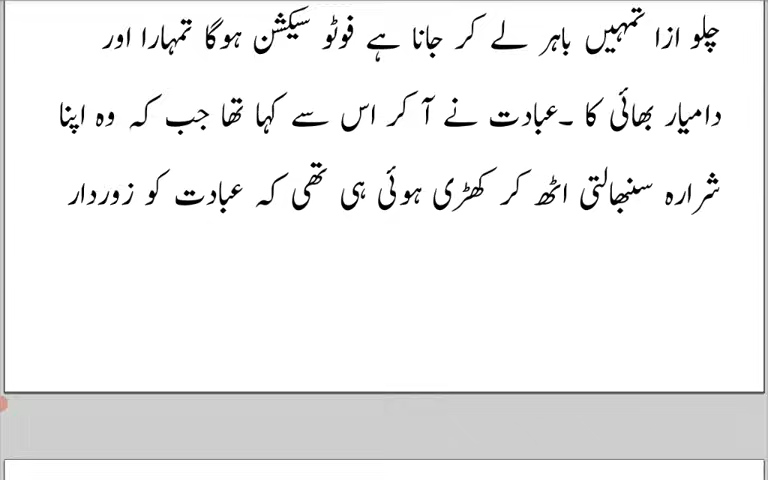 چلو ازا تمہیں باہر لے کر جانا ہے فوٹو سیکشن ہوگا تمہارا اور
دامیار بھائی کا ۔عبادت نے آ کر اس سے کہا تھا جب کہ وہ اپنا
شرارہ سنبھالتی اٹھ کر کھڑی ہوئی ہی تھی کہ عبادت کو زوردار